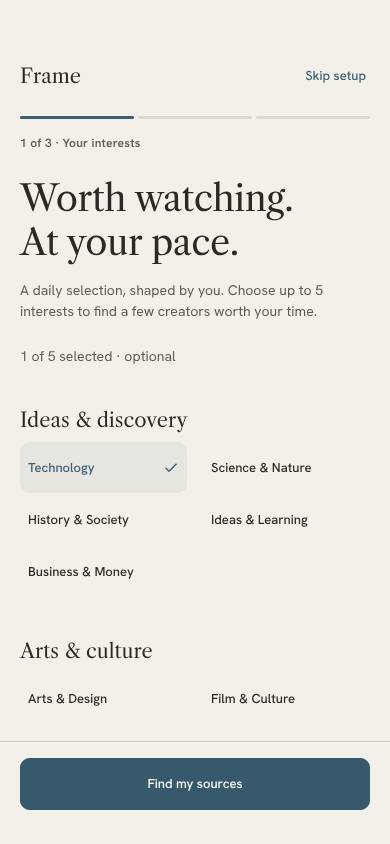 Frame
Skip setup
1 of 3 · Your interests
Worth watching.
At your pace.
A daily selection, shaped by you. Choose up to 5
interests to find a few creators worth your time.
1 of 5 selected · optional
Ideas & discovery
Technology
Science & Nature
History & Society
Ideas & Learning
Business & Money
Arts & culture
Arts & Design
Film & Culture
Find my sources